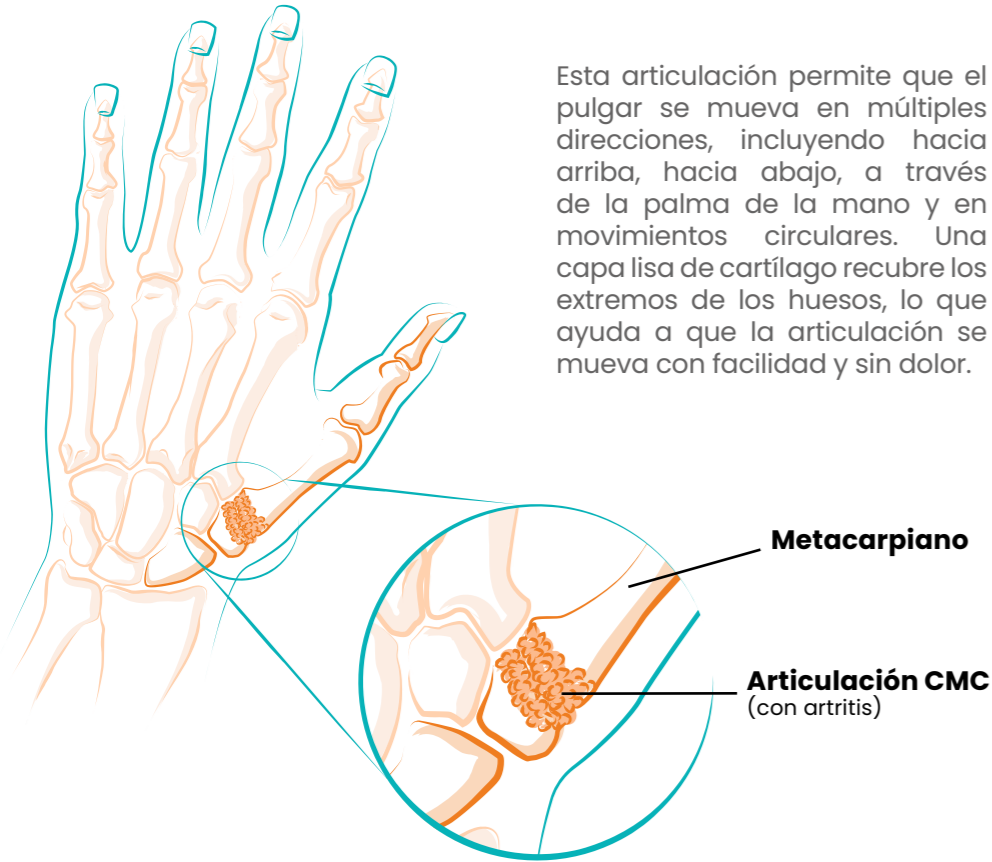 Esta articulación permite que el
pulgar se mueva en múltiples
direcciones, incluyendo hacia
arriba, hacia abajo, a través
de la palma de la mano y en
movimientos circulares. Una
capa lisa de cartílago recubre los
extremos de los huesos, lo que
ayuda a que la articulación se
mueva con facilidad y sin dolor.
Metacarpiano
Articulación CMC
(con artritis)